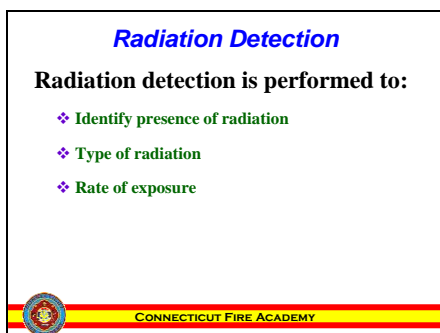 Radiation Detection
Radiation detection is performed to:
❖ Identify presence of radiation
❖ Type of radiation
❖ Rate of exposure
CONNECTICUT FIRE ACADEMY